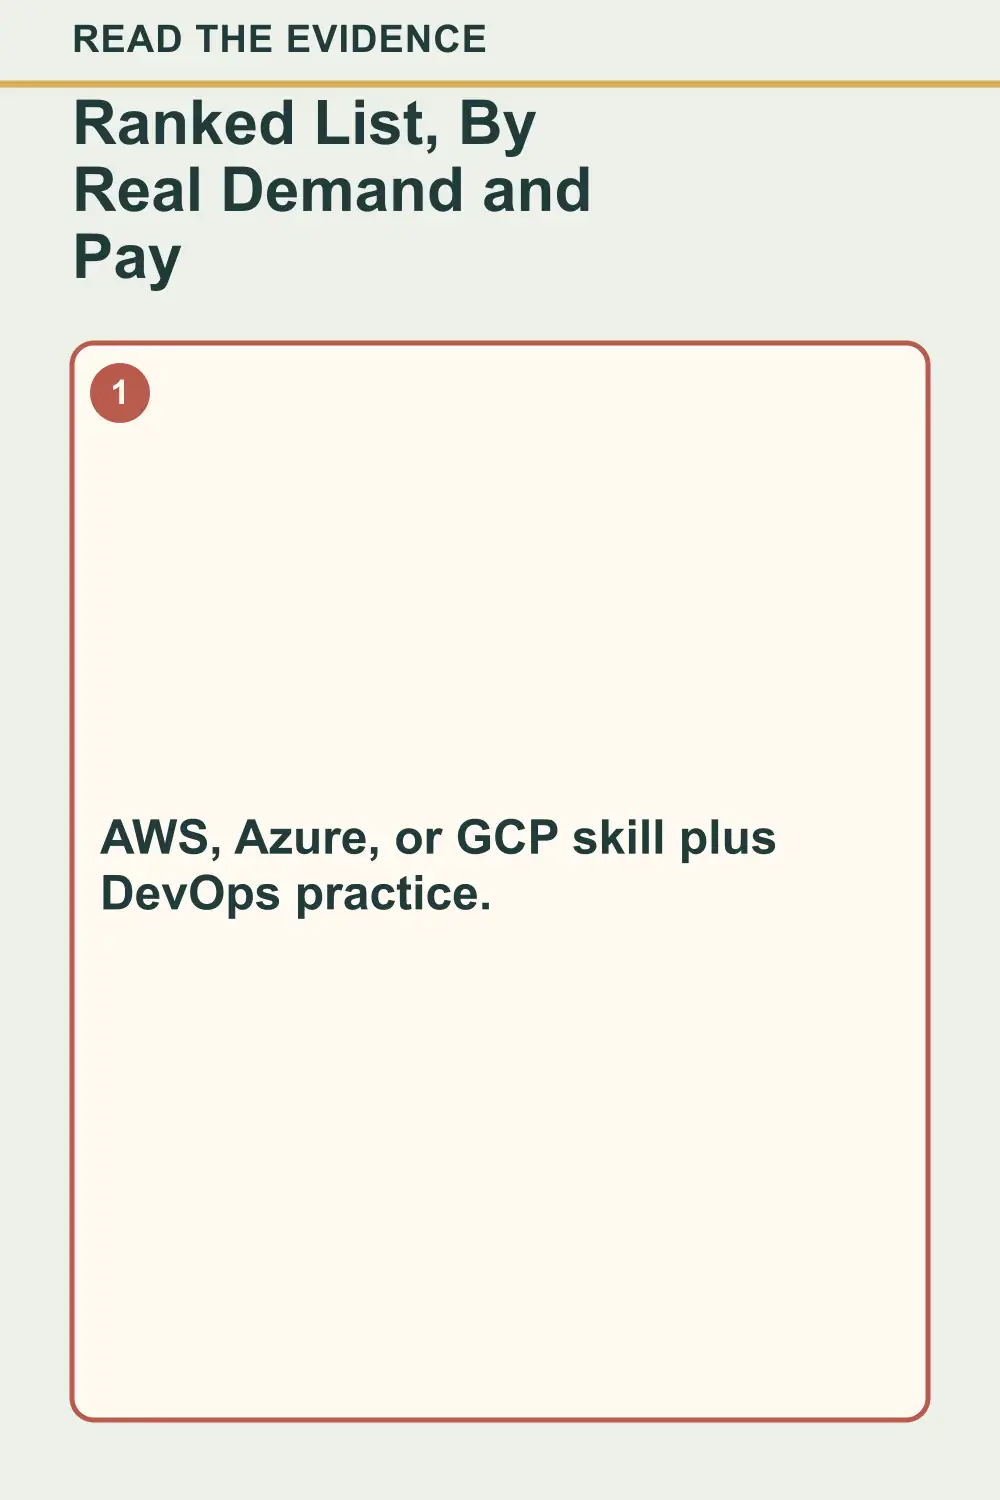 READ THE EVIDENCE
Ranked List, By
Real Demand and
Pay
1
AWS, Azure, or GCP skill plus
DevOps practice.